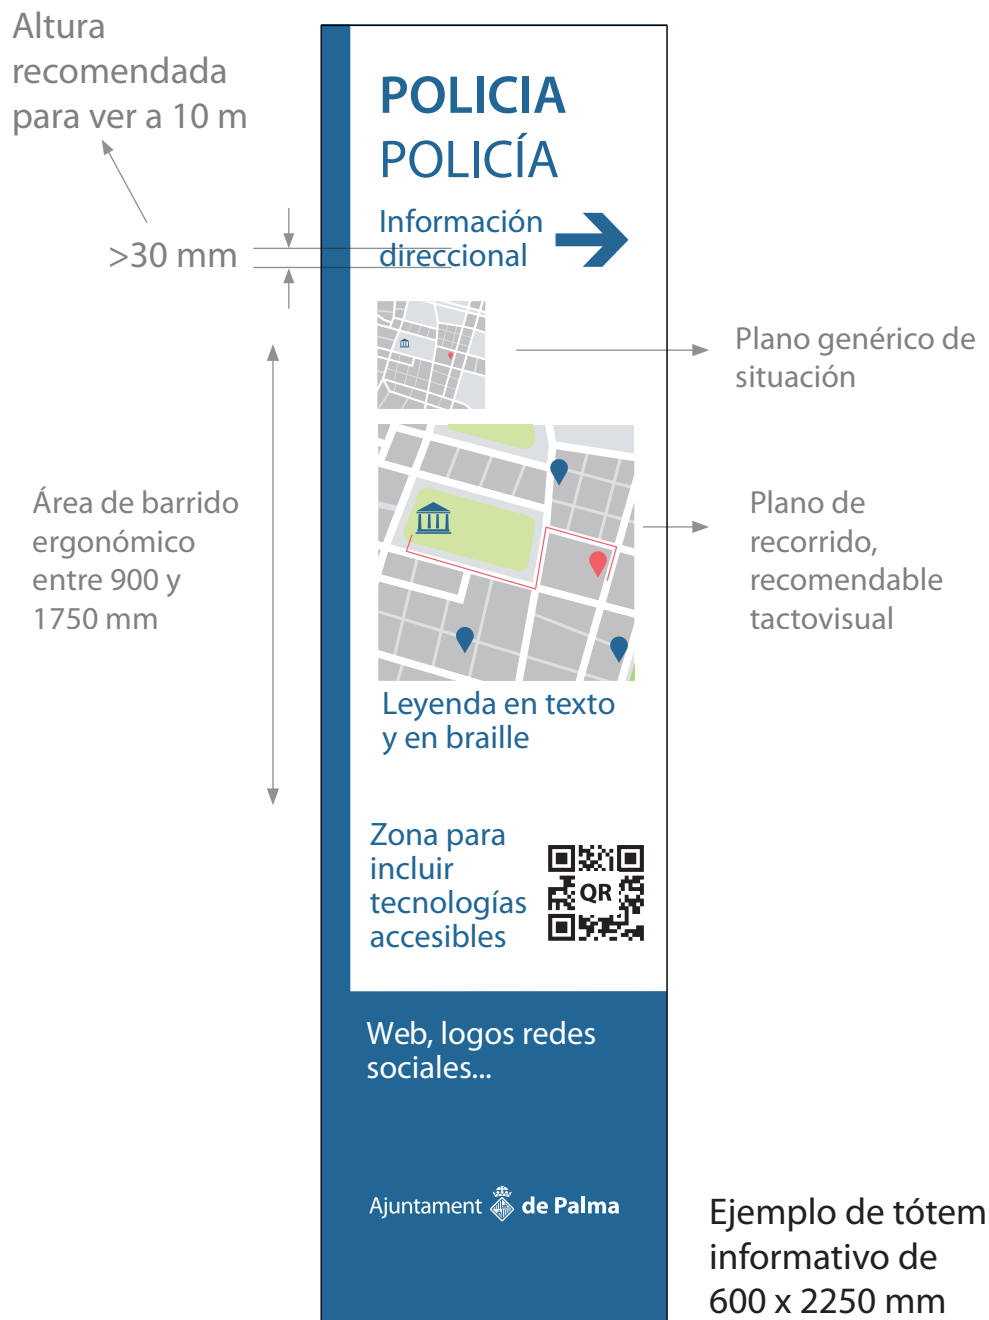 Altura
recomendada
para ver a 10 m
>30 mm
POLICIA
POLICÍA
Información
direccional
Plano genérico de
situación
Área de barrido
ergonómico
entre 900 y
1750 mm
Plano de
recorrido,
recomendable
tactovisual
Leyenda en texto
y en braille
Zona para
incluir
tecnologías
accesibles
QR
Web, logos redes
sociales...
Ajuntament de Palma
Ejemplo de tótem
informativo de
600 x 2250 mm